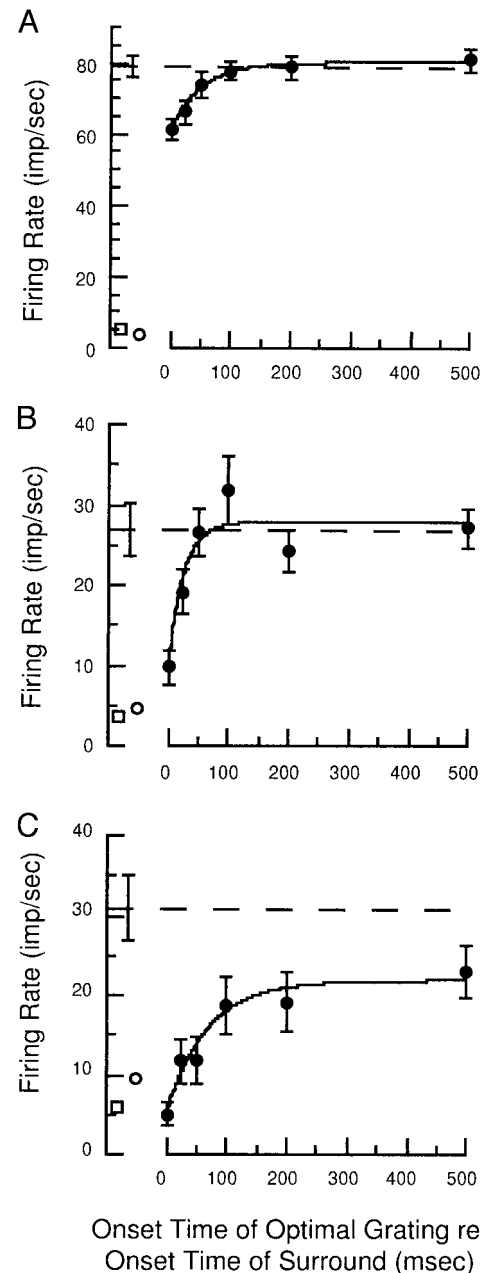 A
Firing Rate (imp/sec)
80
60
40
20
0
0 100 200 300 400 500
B
Firing Rate (imp/sec)
40
30
20
10
0
0 100 200 300 400 500
C
Firing Rate (imp/sec)
40
30
20
10
0
0 100 200 300 400 500
Onset Time of Optimal Grating re
Onset Time of Surround (msec)